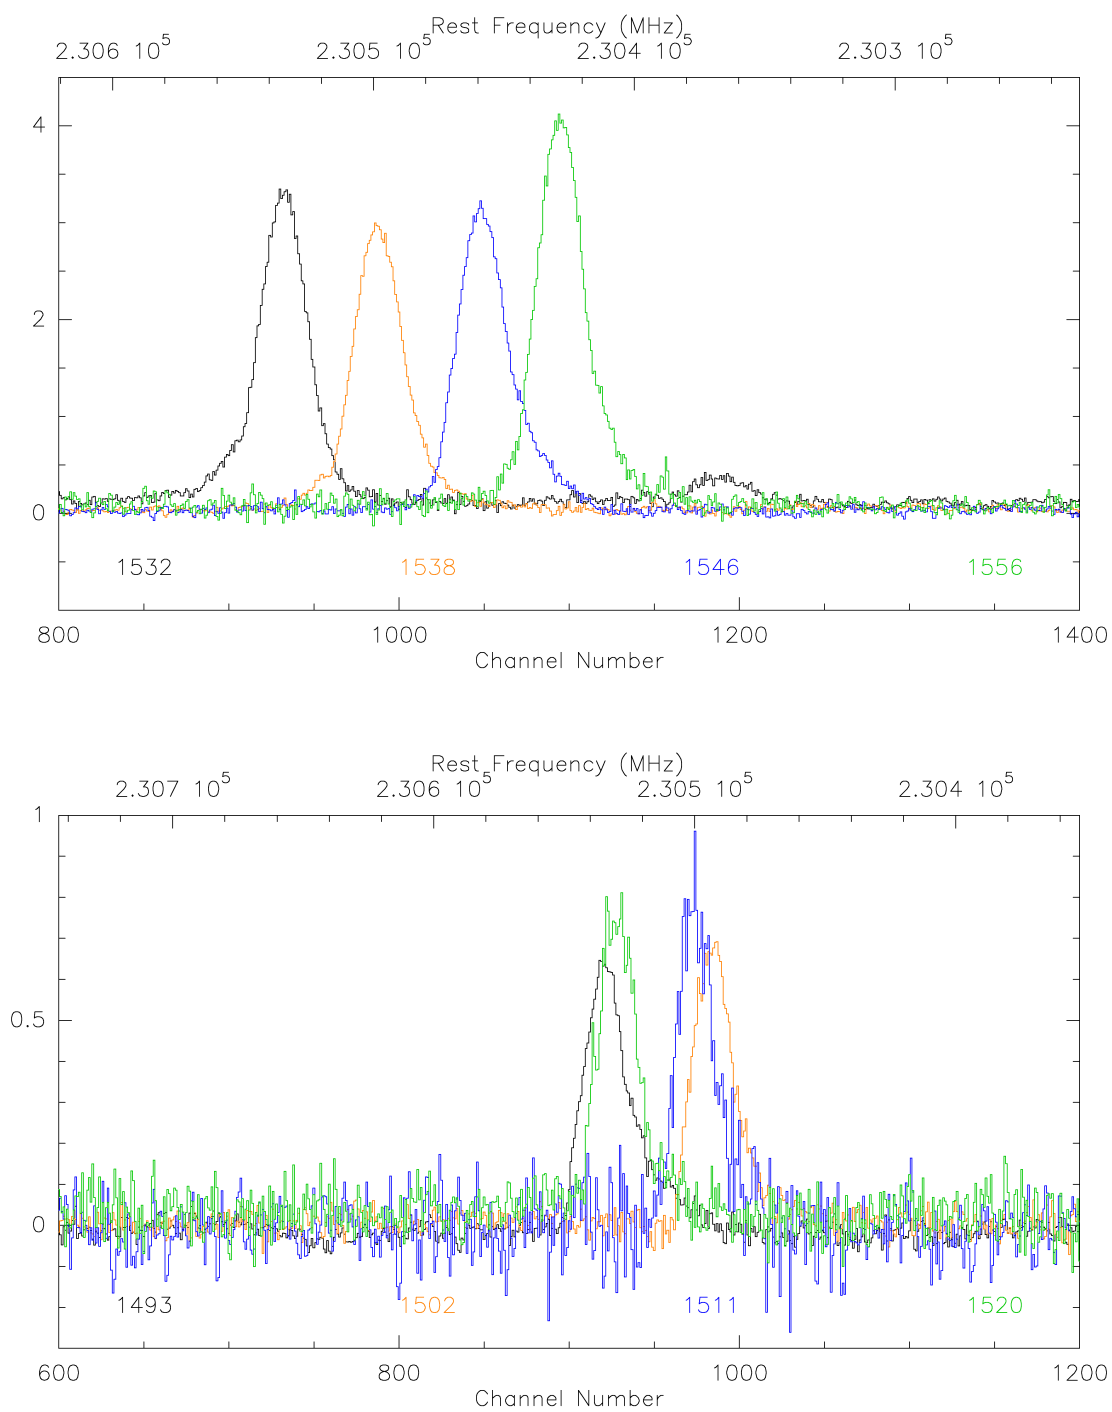 Rest Frequency (MHz)
2.306 10^5 2.305 10^5 2.304 10^5 2.303 10^5
4
2
0
1532 1538 1546 1556
800 1000 1200 1400
Channel Number
Rest Frequency (MHz)
2.307 10^5 2.306 10^5 2.305 10^5 2.304 10^5
1
0.5
0
1493 1502 1511 1520
600 800 1000 1200
Channel Number